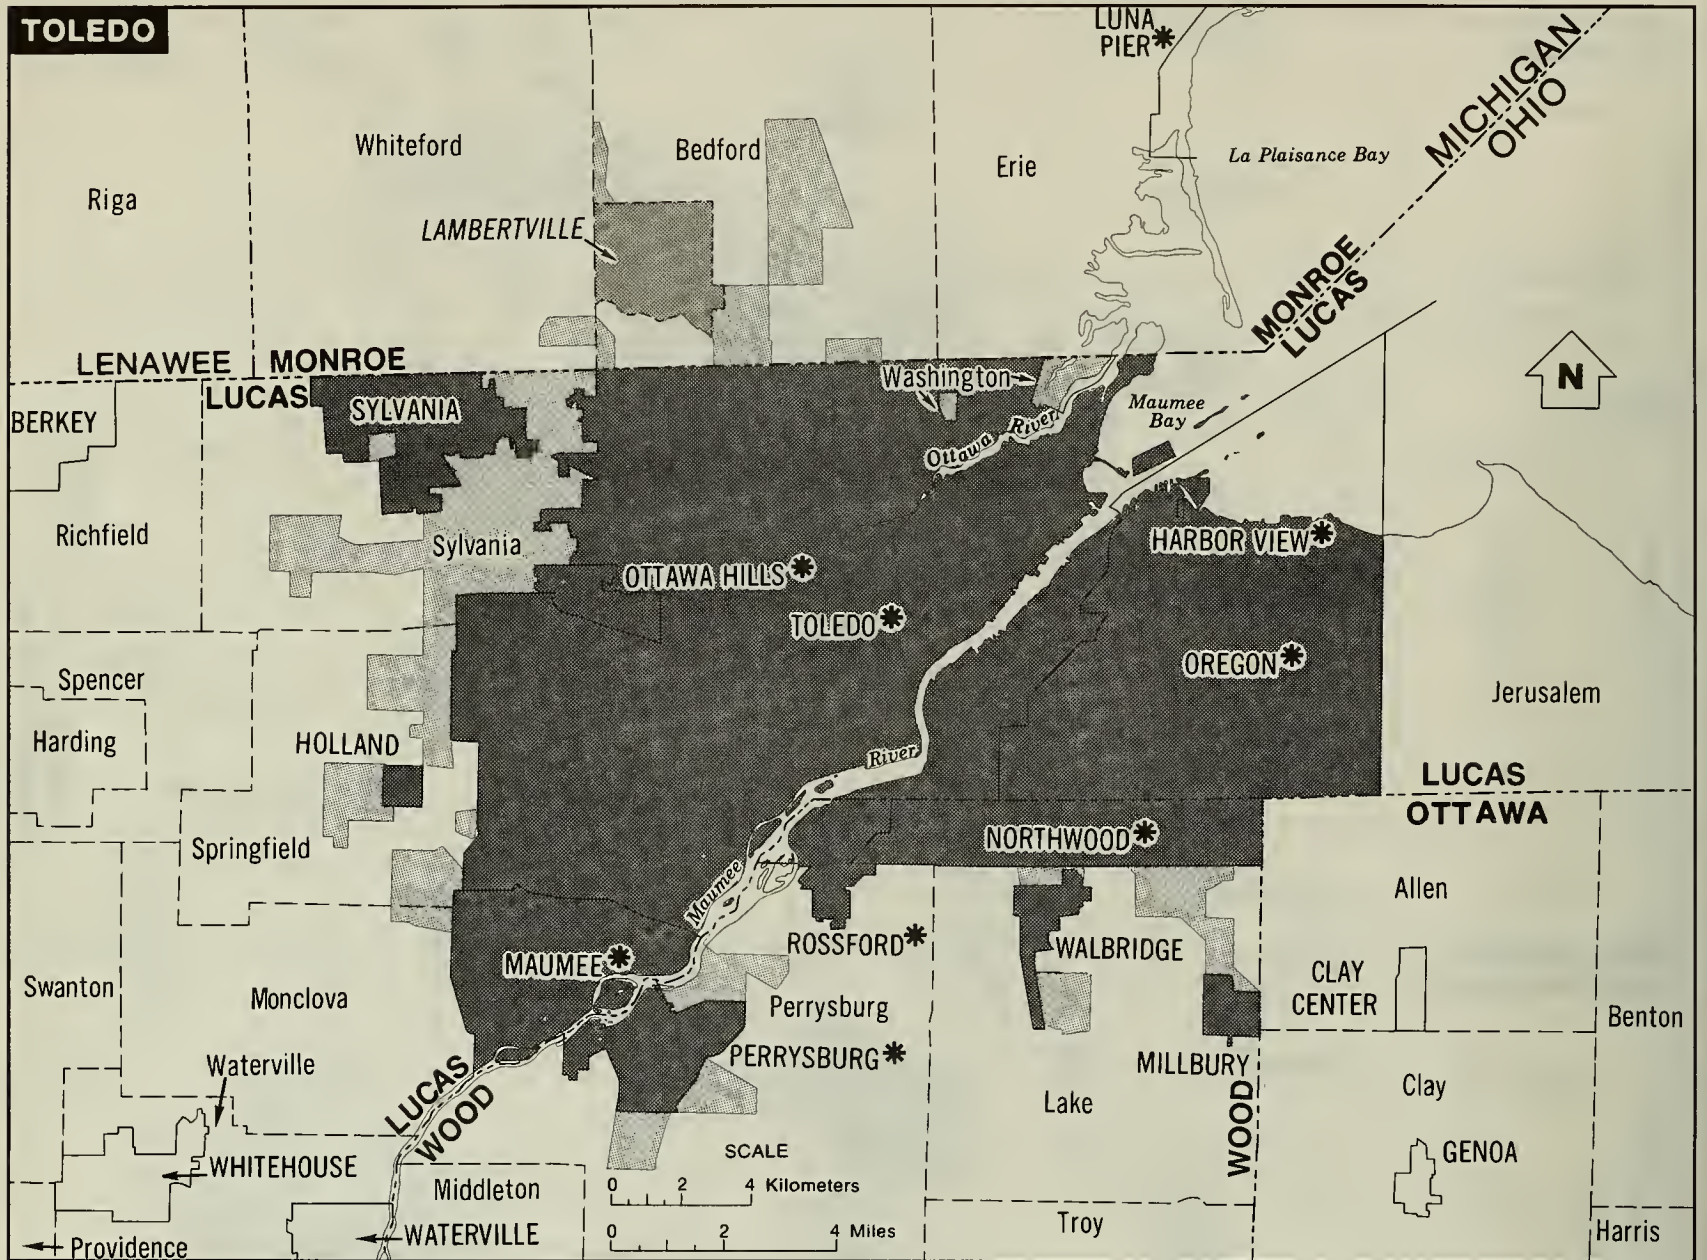 TOLEDO
LUNA
PIER
MICHIGAN
OHIO
Whiteford
Bedford
Erie
La Plaisance Bay
Riga
LAMBERTVILLE
MONROE
LUCAS
LENAWEE
MONROE
LUCAS
Washington
N
BERKEY
SYLVANIA
Maumee
Bay
Ottawa River
Richfield
Sylvania
HARBOR VIEW
OTTAWA HILLS
TOLEDO
OREGON
Spencer
Jerusalem
Harding
HOLLAND
River
LUCAS
OTTAWA
NORTHWOOD
Springfield
Maumee
Allen
ROSSFORD
WALBRIDGE
MAUMEE
Swanton
Monclova
Perrysburg
CLAY
CENTER
Benton
PERRYSBURG
MILLBURY
Waterville
LUCAS
WOOD
Lake
WOOD
Clay
SCALE
WHITEHOUSE
GENOA
Middleton
0 2 4 Kilometers
WATERVILLE
0 2 4 Miles
Troy
Harris
Providence